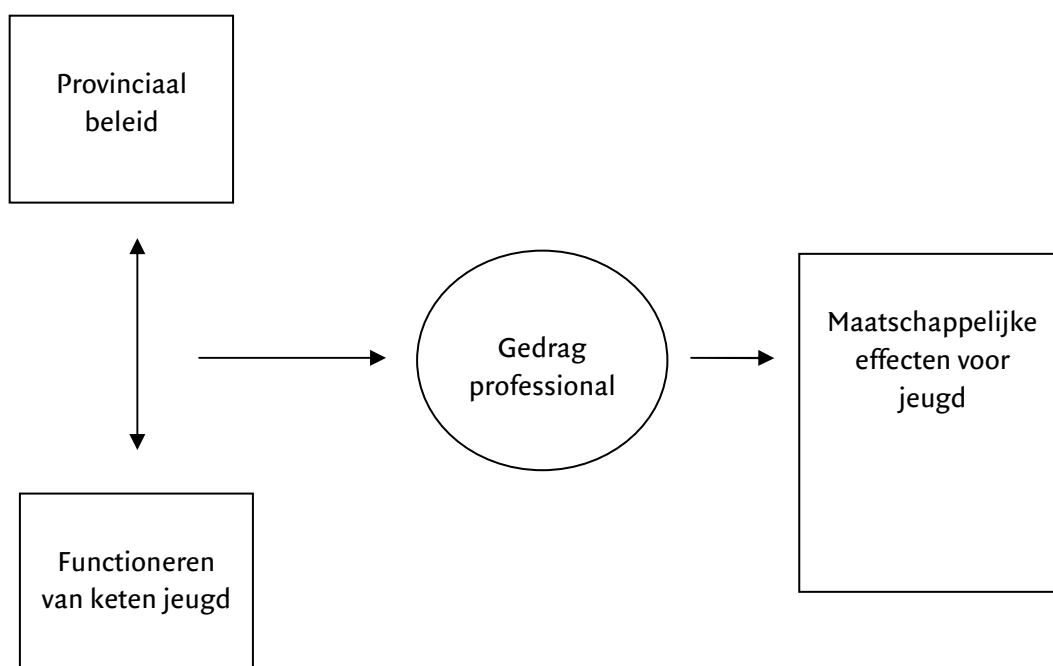 Provinciaal
beleid
Gedrag
professional
Maatschappelijke
effecten voor
jeugd
Functioneren
van keten jeugd